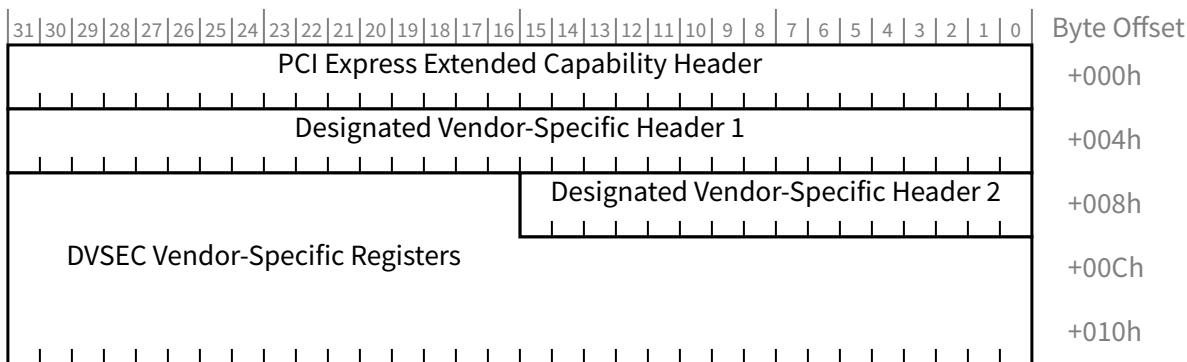 31 30 29 28 27 26 25 24 23 22 21 20 19 18 17 16 15 14 13 12 11 10 9 8 7 6 5 4 3 2 1 0 Byte Offset
PCI Express Extended Capability Header +000h
Designated Vendor-Specific Header 1 +004h
Designated Vendor-Specific Header 2 +008h
DVSEC Vendor-Specific Registers +00Ch
+010h